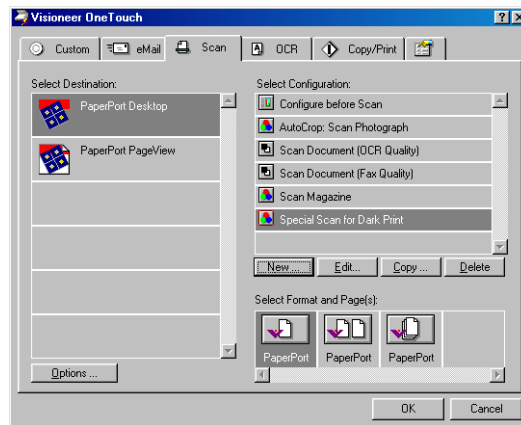 Visioneer OneTouch
Custom eMail Scan OCR Copy/Print
Select Destination:
PaperPort Desktop
PaperPort PageView
Options ...
Select Configuration:
Configure before Scan
AutoCrop: Scan Photograph
Scan Document (OCR Quality)
Scan Document (Fax Quality)
Scan Magazine
Special Scan for Dark Print
New ... Edit... Copy ... Delete
Select Format and Page(s):
PaperPort PaperPort PaperPort
OK Cancel